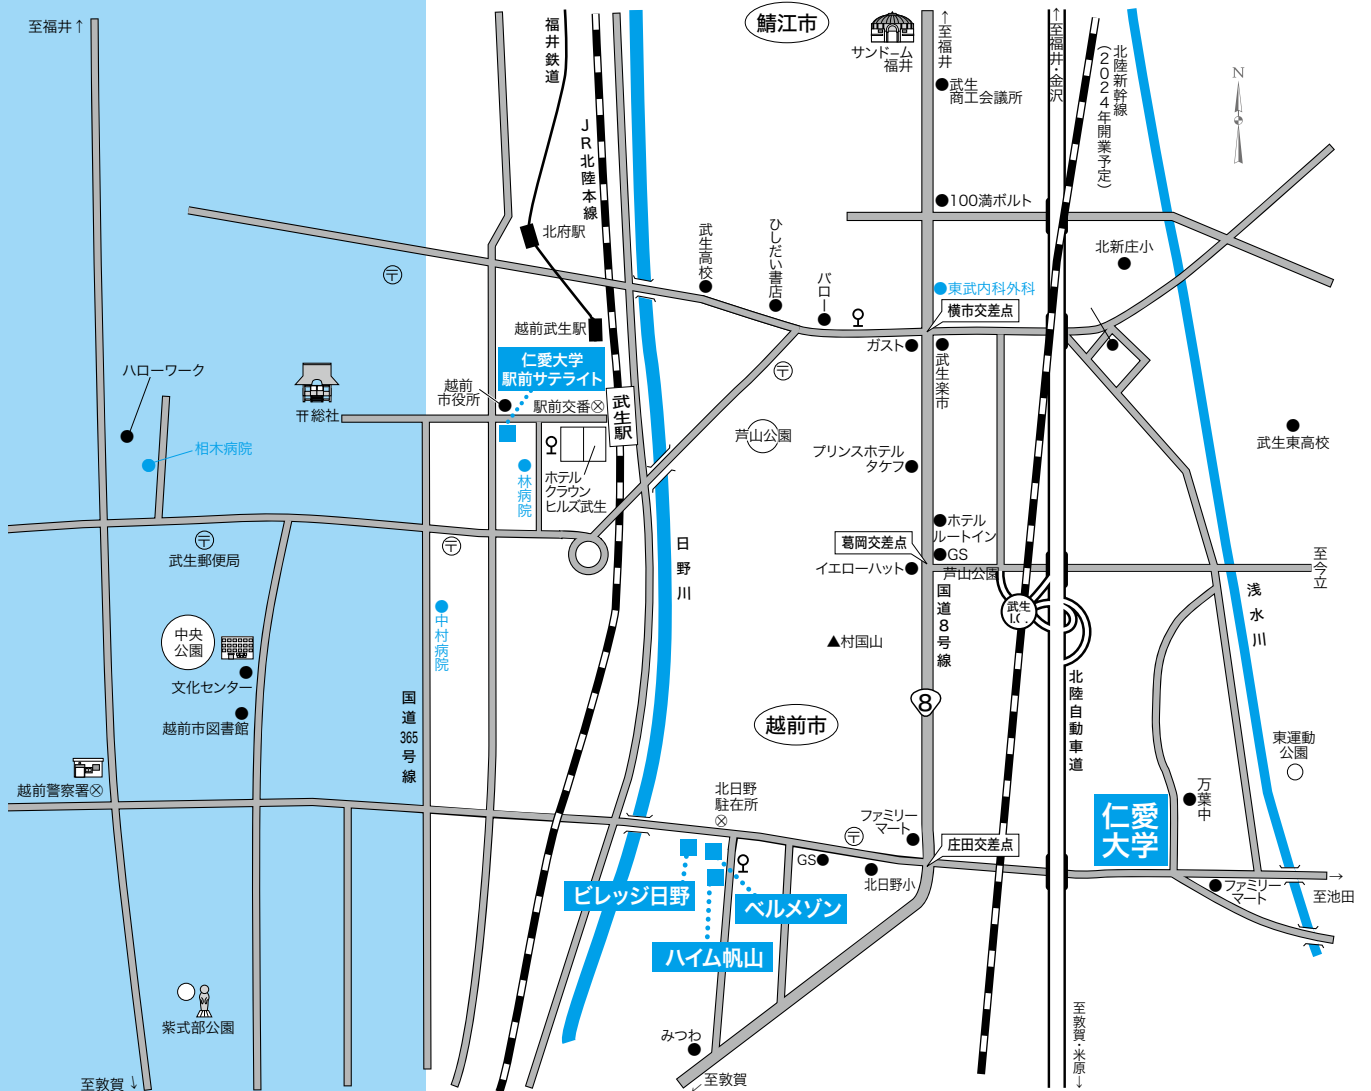 至福井↑
福井鉄道
JR北陸本線
鯖江市
サンドーム
福井
↑至福井
武生
商工会議所
↑至福井・金沢
北陸新幹線
(2024年開業予定)
N
100満ボルト
北府駅
武生高校
ひしだい書店
バロー
北新庄小
東武内科外科
横市交差点
越前武生駅
ガスト
武生楽市
仁愛大学
駅前サテライト
ハローワーク
〒総社
越前
市役所
駅前交番
武生駅
芦山公園
武生東高校
相木病院
林病院
ホテル
クラウン
ヒルズ武生
プリンスホテル
タケフ
ホテル
ルートイン
GS
葛岡交差点
イエローハット
芦山公園
至今立
武生郵便局
日野川
国道8号線
武生
I.C.
浅水川
中村病院
中央
公園
▲村国山
文化センター
越前市図書館
国道365号線
8
越前市
北陸自動車道
東運動
公園
越前警察署
北日野
駐在所
ファミリー
マート
万葉中
仁愛
大学
庄田交差点
GS
北日野小
ファミリー
マート
→
至池田
ビレッジ日野
ベルメゾン
ハイム帆山
紫式部公園
みつわ
至敦賀↓
至敦賀
至敦賀・米原↓